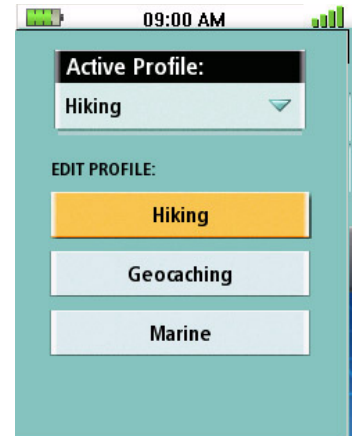 09:00 AM
Active Profile:
Hiking
EDIT PROFILE:
Hiking
Geocaching
Marine